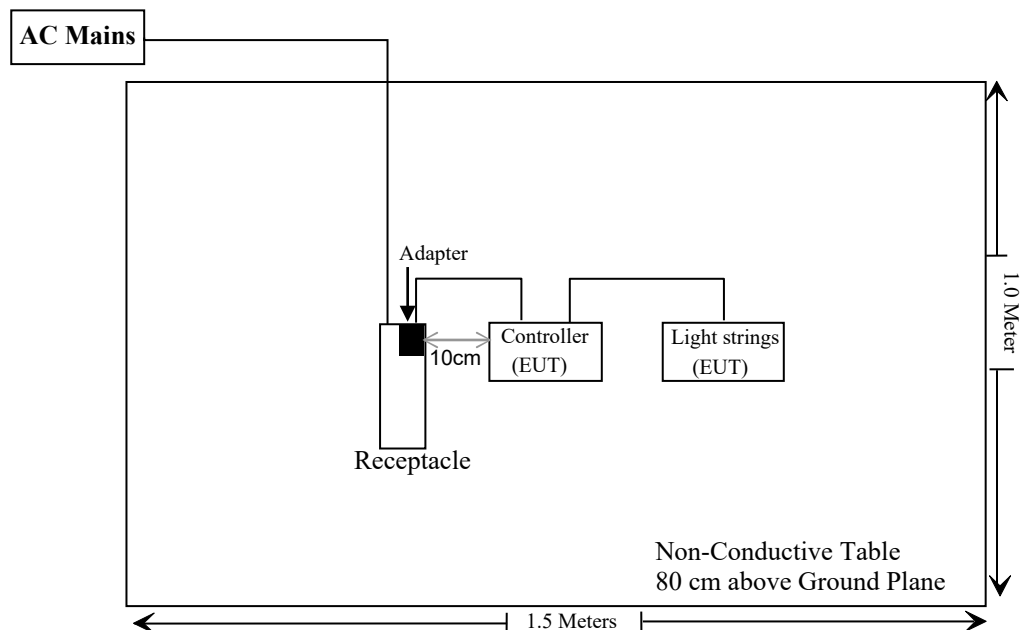 AC Mains
Adapter
10cm
Controller
(EUT)
Light strings
(EUT)
Receptacle
1.0 Meter
Non-Conductive Table
80 cm above Ground Plane
1.5 Meters